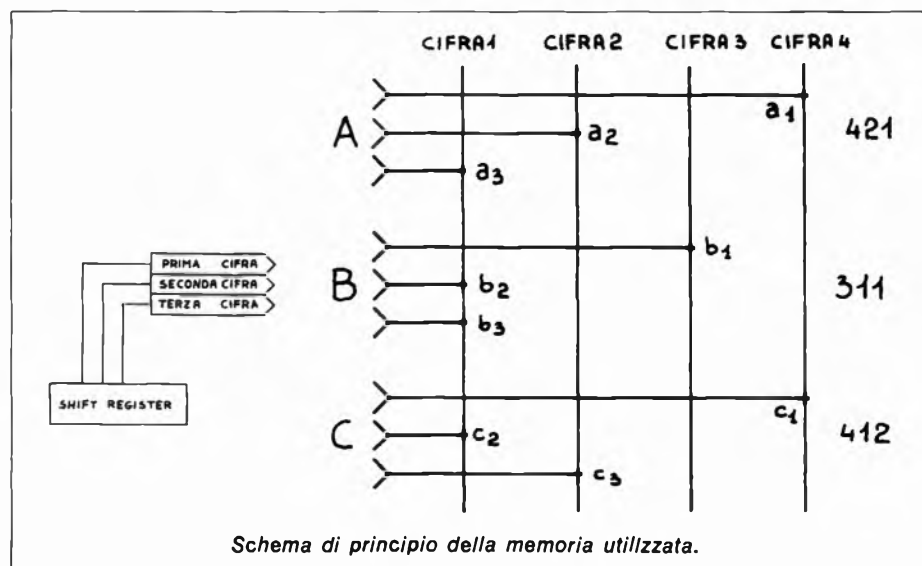 CIFRA1 CIFRA2 CIFRA3 CIFRA4
A
a1
a2
a3
421
PRIMA CIFRA
SECONDA CIFRA
TERZA CIFRA
SHIFT REGISTER
B
b1
b2
b3
311
C
c1
c2
c3
412
Schema di principio della memoria utilizzata.